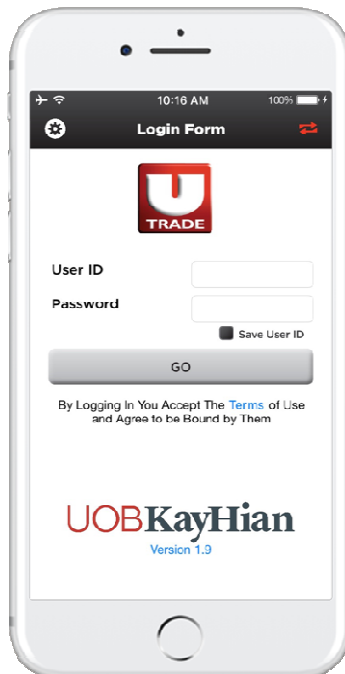 10:16 AM 100%
Login Form
U
TRADE
User ID
Password
Save User ID
GO
By Logging In You Accept The Terms of Use
and Agree to be Bound by Them
UOBKayHian
Version 1.9